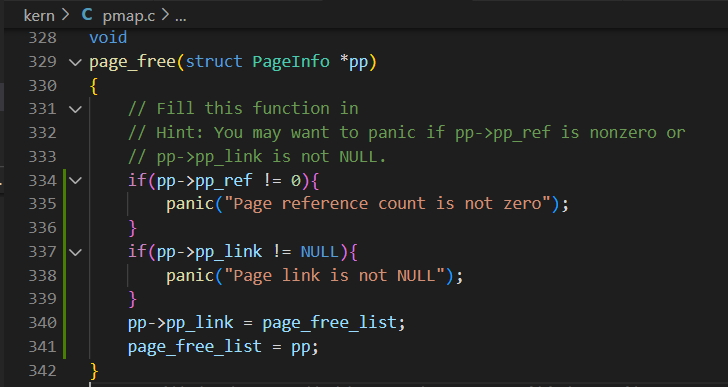 kern > C pmap.c > ...
328 void
329 page_free(struct PageInfo *pp)
330 {
331 // Fill this function in
332 // Hint: You may want to panic if pp->pp_ref is nonzero or
333 // pp->pp_link is not NULL.
334 if(pp->pp_ref != 0){
335 panic("Page reference count is not zero");
336 }
337 if(pp->pp_link != NULL){
338 panic("Page link is not NULL");
339 }
340 pp->pp_link = page_free_list;
341 page_free_list = pp;
342 }